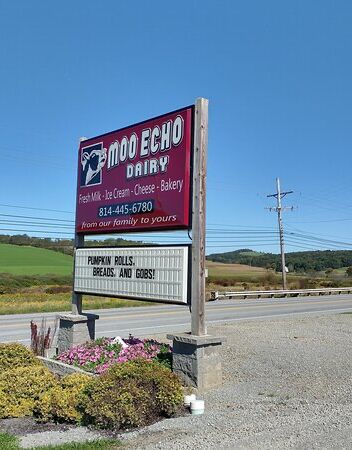 MOO ECHO
DAIRY
Fresh Milk - Ice Cream - Cheese - Bakery
814-445-6780
from our family to yours
PUMPKIN ROLLS,
BREADS, AND GOBS!